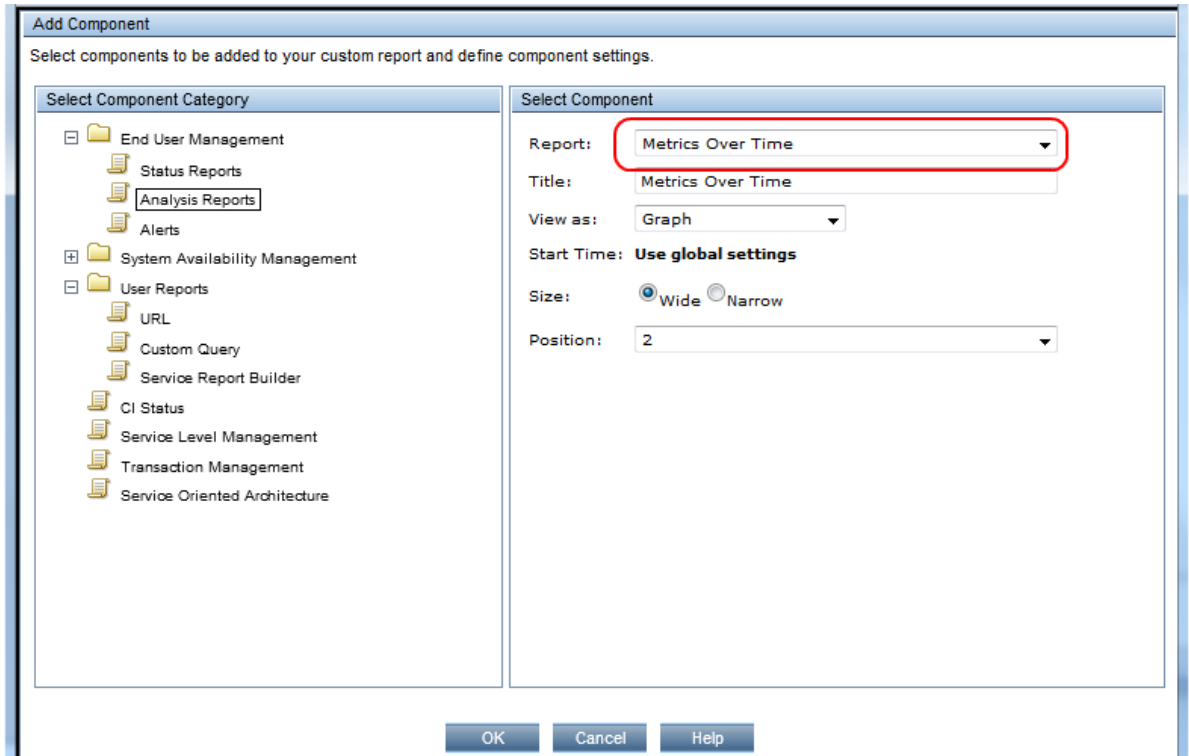 Add Component
Select components to be added to your custom report and define component settings.
Select Component Category
End User Management
Status Reports
Analysis Reports
Alerts
System Availability Management
User Reports
URL
Custom Query
Service Report Builder
CI Status
Service Level Management
Transaction Management
Service Oriented Architecture
Select Component
Report: Metrics Over Time
Title: Metrics Over Time
View as: Graph
Start Time: Use global settings
Size: Wide Narrow
Position: 2
OK Cancel Help